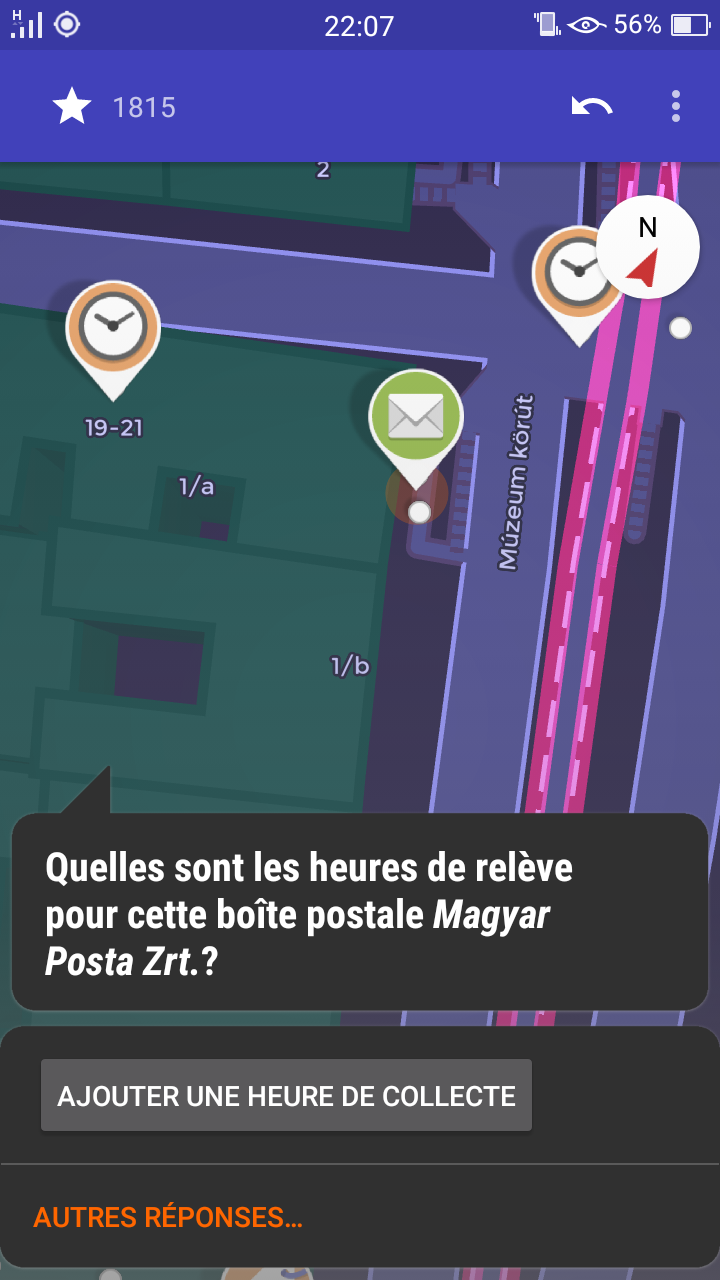 H
22:07
56%
1815
2
N
19-21
1/a
Múzeum körút
1/b
Quelles sont les heures de relève
pour cette boîte postale Magyar
Posta Zrt.?
AJOUTER UNE HEURE DE COLLECTE
AUTRES RÉPONSES…